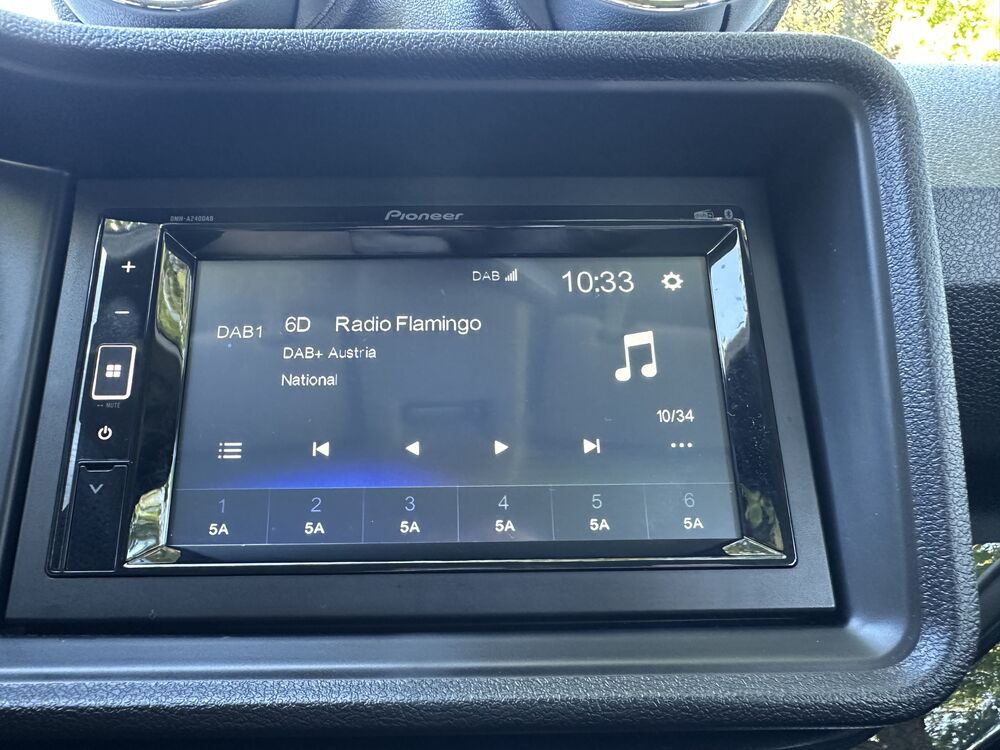 DMH-A240DAB
Pioneer
DAB 10:33
DAB1 6D Radio Flamingo
DAB+ Austria
National
10/34
MUTE
1 2 3 4 5 6
5A 5A 5A 5A 5A 5A